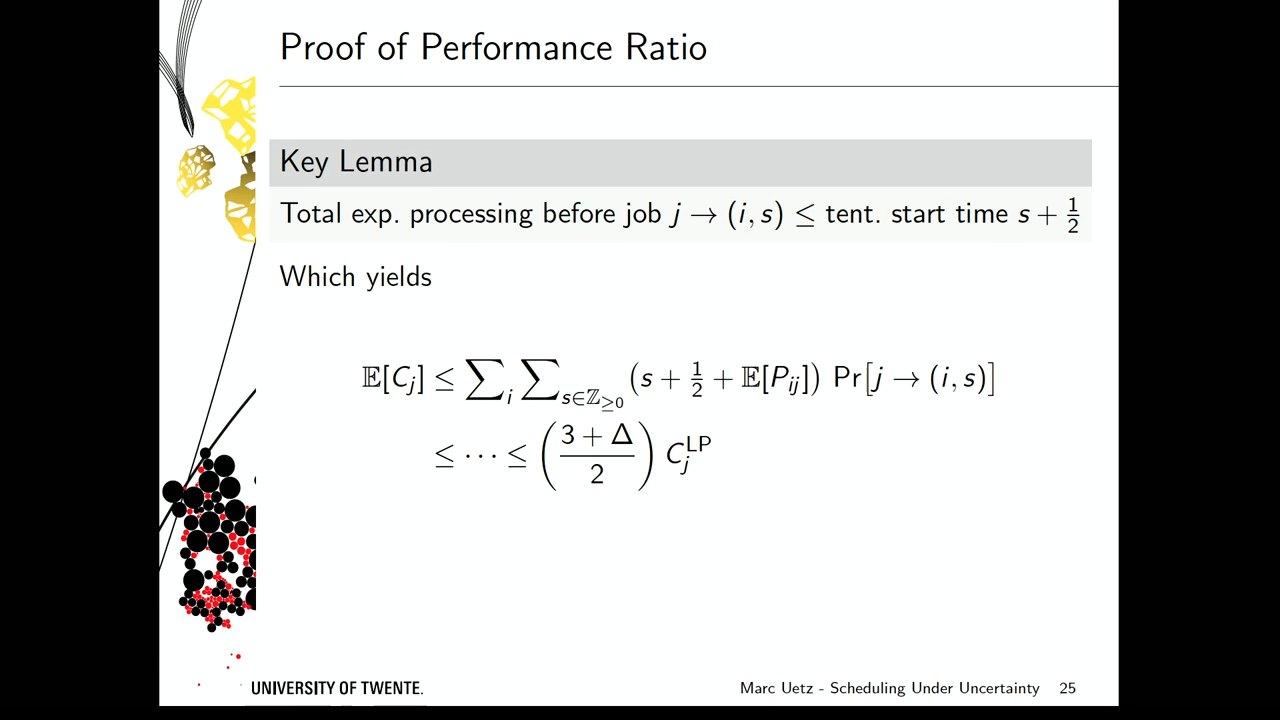 Proof of Performance Ratio
Key Lemma
Total exp. processing before job j → (i, s) ≤ tent. start time s + 1/2
Which yields
𝔼[C_j] ≤ ∑_i ∑_{s∈ℤ_{≥0}} (s + 1/2 + 𝔼[P_{ij}]) Pr[j → (i, s)]
≤ ⋯ ≤ ((3 + Δ)/2) C_j^{LP}
UNIVERSITY OF TWENTE.
Marc Uetz - Scheduling Under Uncertainty 25